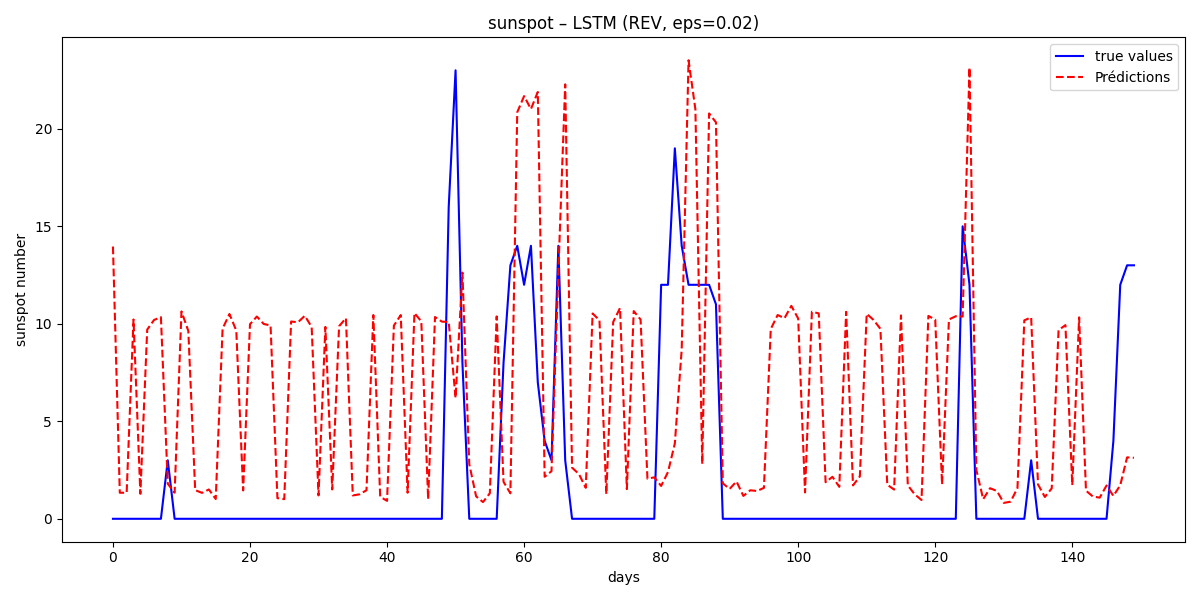 sunspot – LSTM (REV, eps=0.02)
true values
Prédictions
sunspot number
20
15
10
5
0
0 20 40 60 80 100 120 140
days